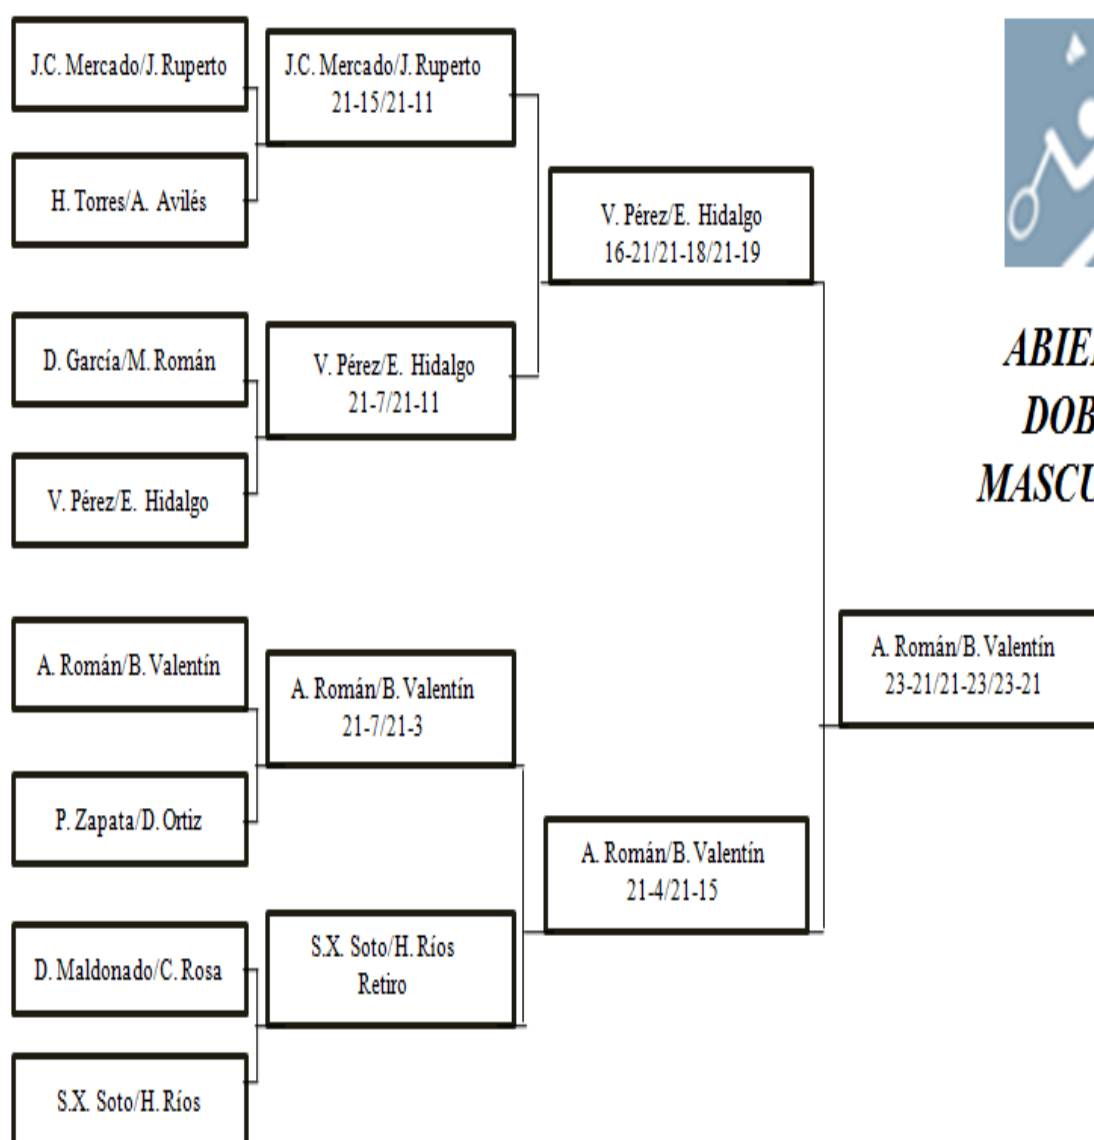 J.C. Mercado/J. Ruperto
H. Torres/A. Avilés
D. García/M. Román
V. Pérez/E. Hidalgo
A. Román/B. Valentín
P. Zapata/D. Ortiz
D. Maldonado/C. Rosa
S.X. Soto/H. Ríos
J.C. Mercado/J. Ruperto
21-15/21-11
V. Pérez/E. Hidalgo
21-7/21-11
A. Román/B. Valentín
21-7/21-3
S.X. Soto/H. Ríos
Retiro
V. Pérez/E. Hidalgo
16-21/21-18/21-19
A. Román/B. Valentín
21-4/21-15
A. Román/B. Valentín
23-21/21-23/23-21